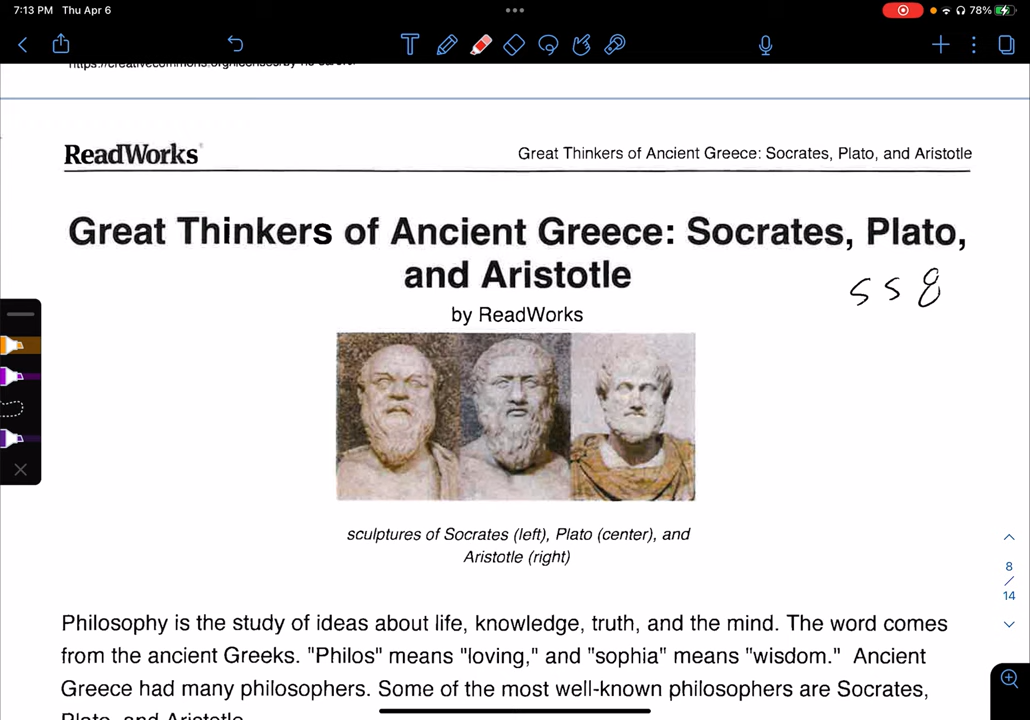 7:13 PM Thu Apr 6
78%
ReadWorks
Great Thinkers of Ancient Greece: Socrates, Plato, and Aristotle
Great Thinkers of Ancient Greece: Socrates, Plato,
and Aristotle
SS8
by ReadWorks
sculptures of Socrates (left), Plato (center), and
Aristotle (right)
8
/
14
Philosophy is the study of ideas about life, knowledge, truth, and the mind. The word comes
from the ancient Greeks. "Philos" means "loving," and "sophia" means "wisdom." Ancient
Greece had many philosophers. Some of the most well-known philosophers are Socrates,
Plato, and Aristotle.